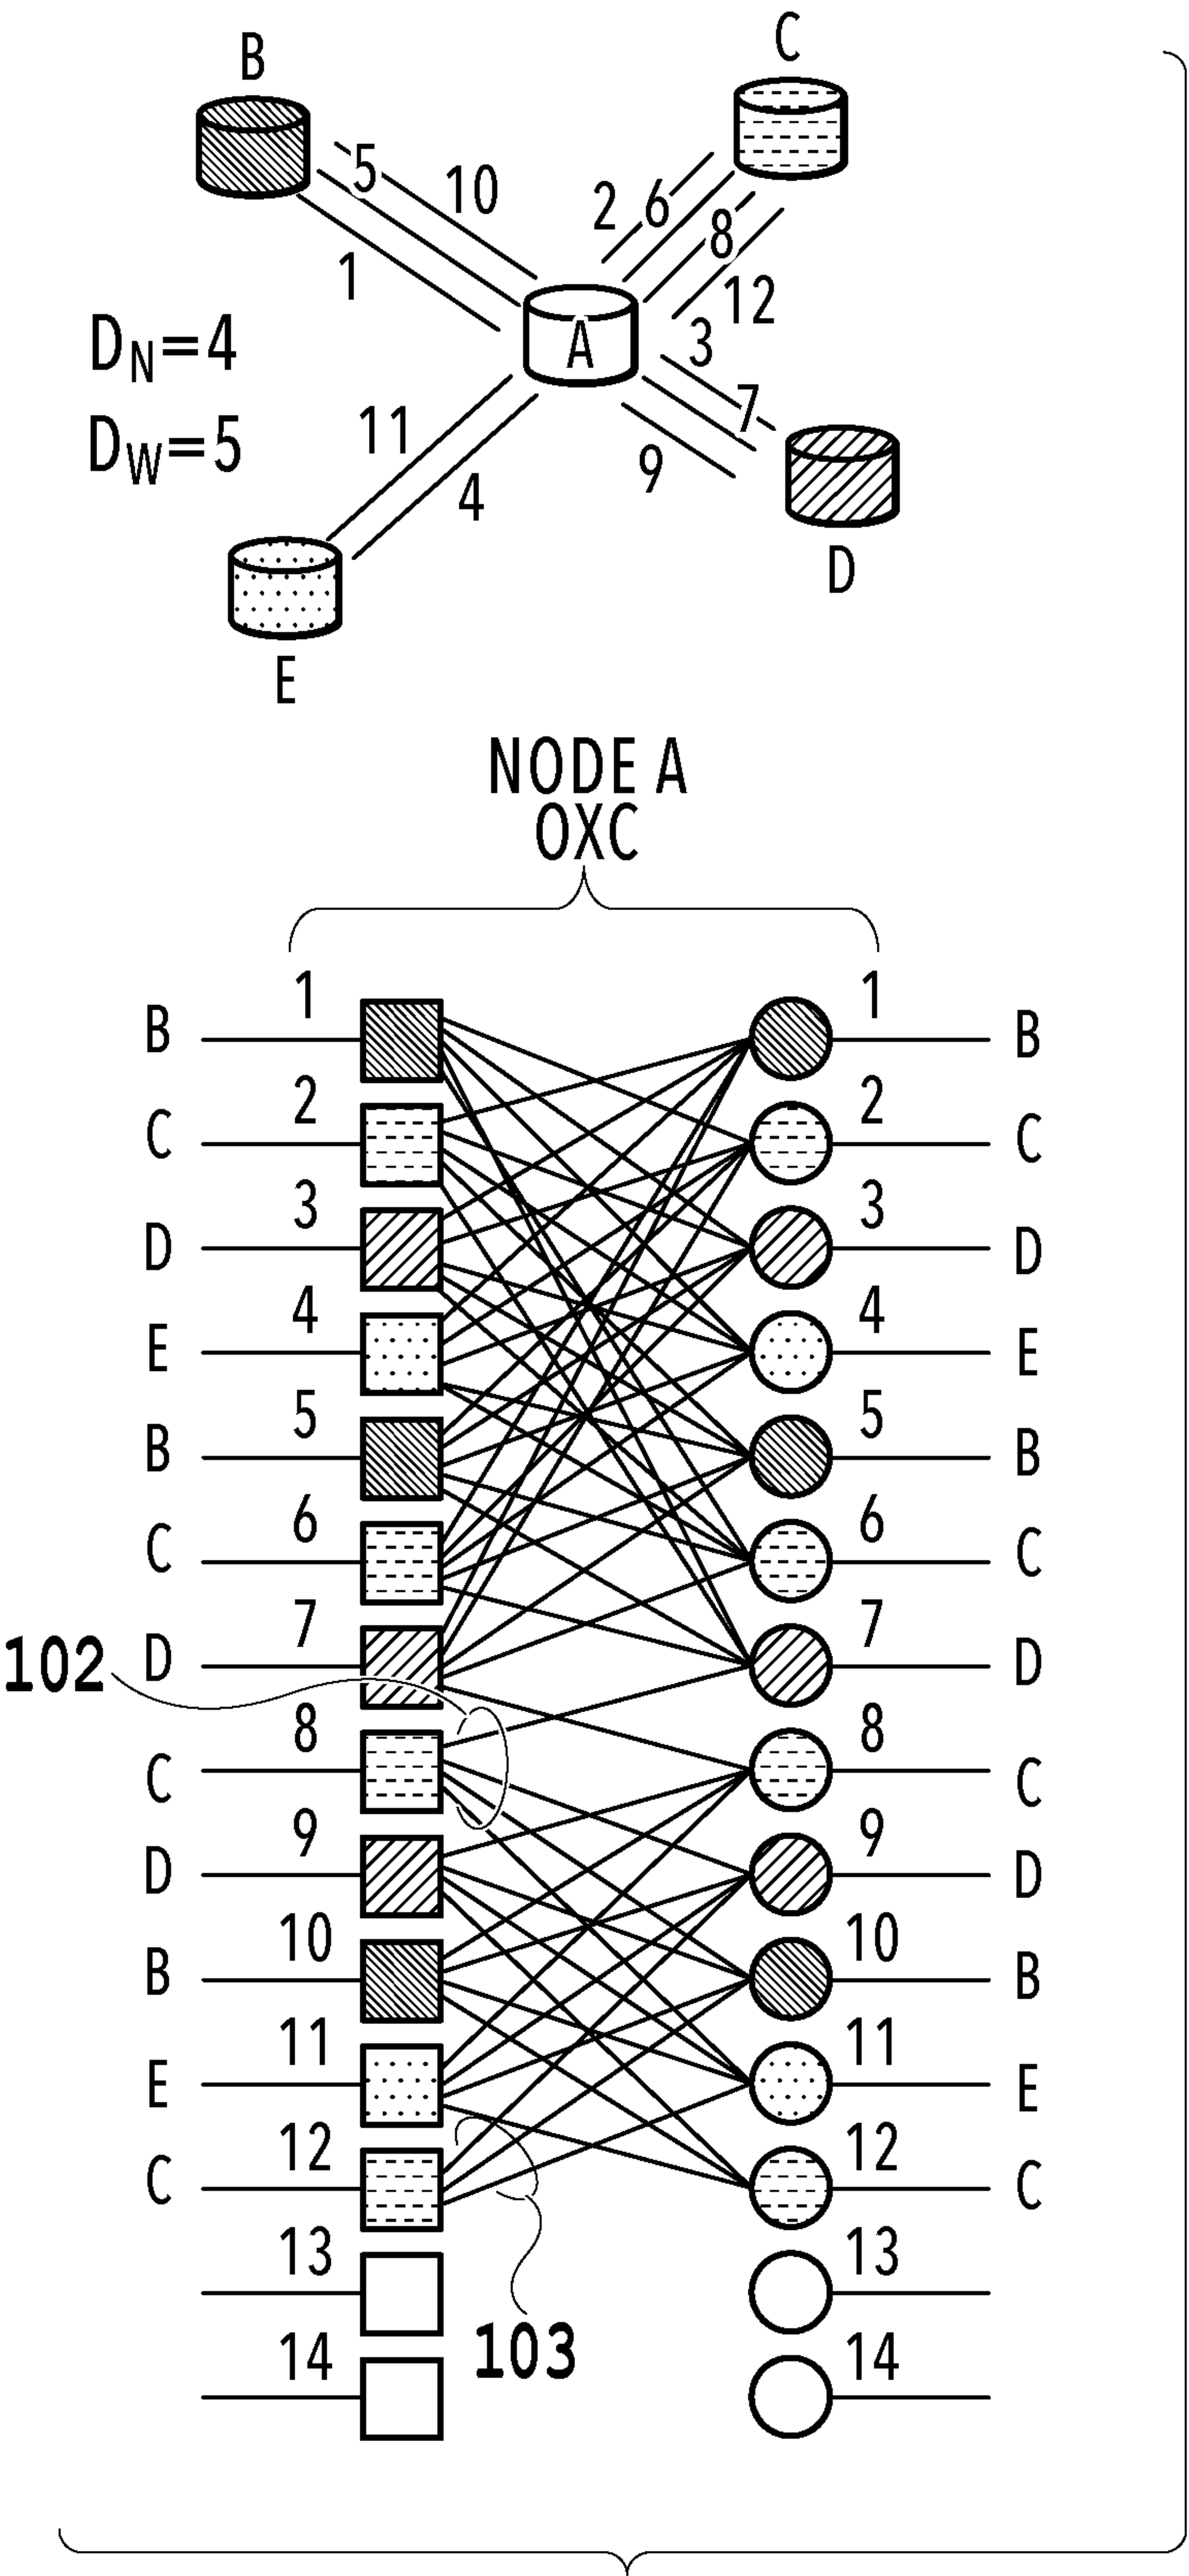 B
C
5
10
2
6
8
1
12
A
3
D_N=4
D_W=5
7
11
9
4
D
E
NODE A
OXC
B 1 1 B
C 2 2 C
D 3 3 D
E 4 4 E
B 5 5 B
C 6 6 C
D 7 7 D
102
C 8 8 C
D 9 9 D
B 10 10 B
E 11 11 E
C 12 12 C
13 13
103
14 14